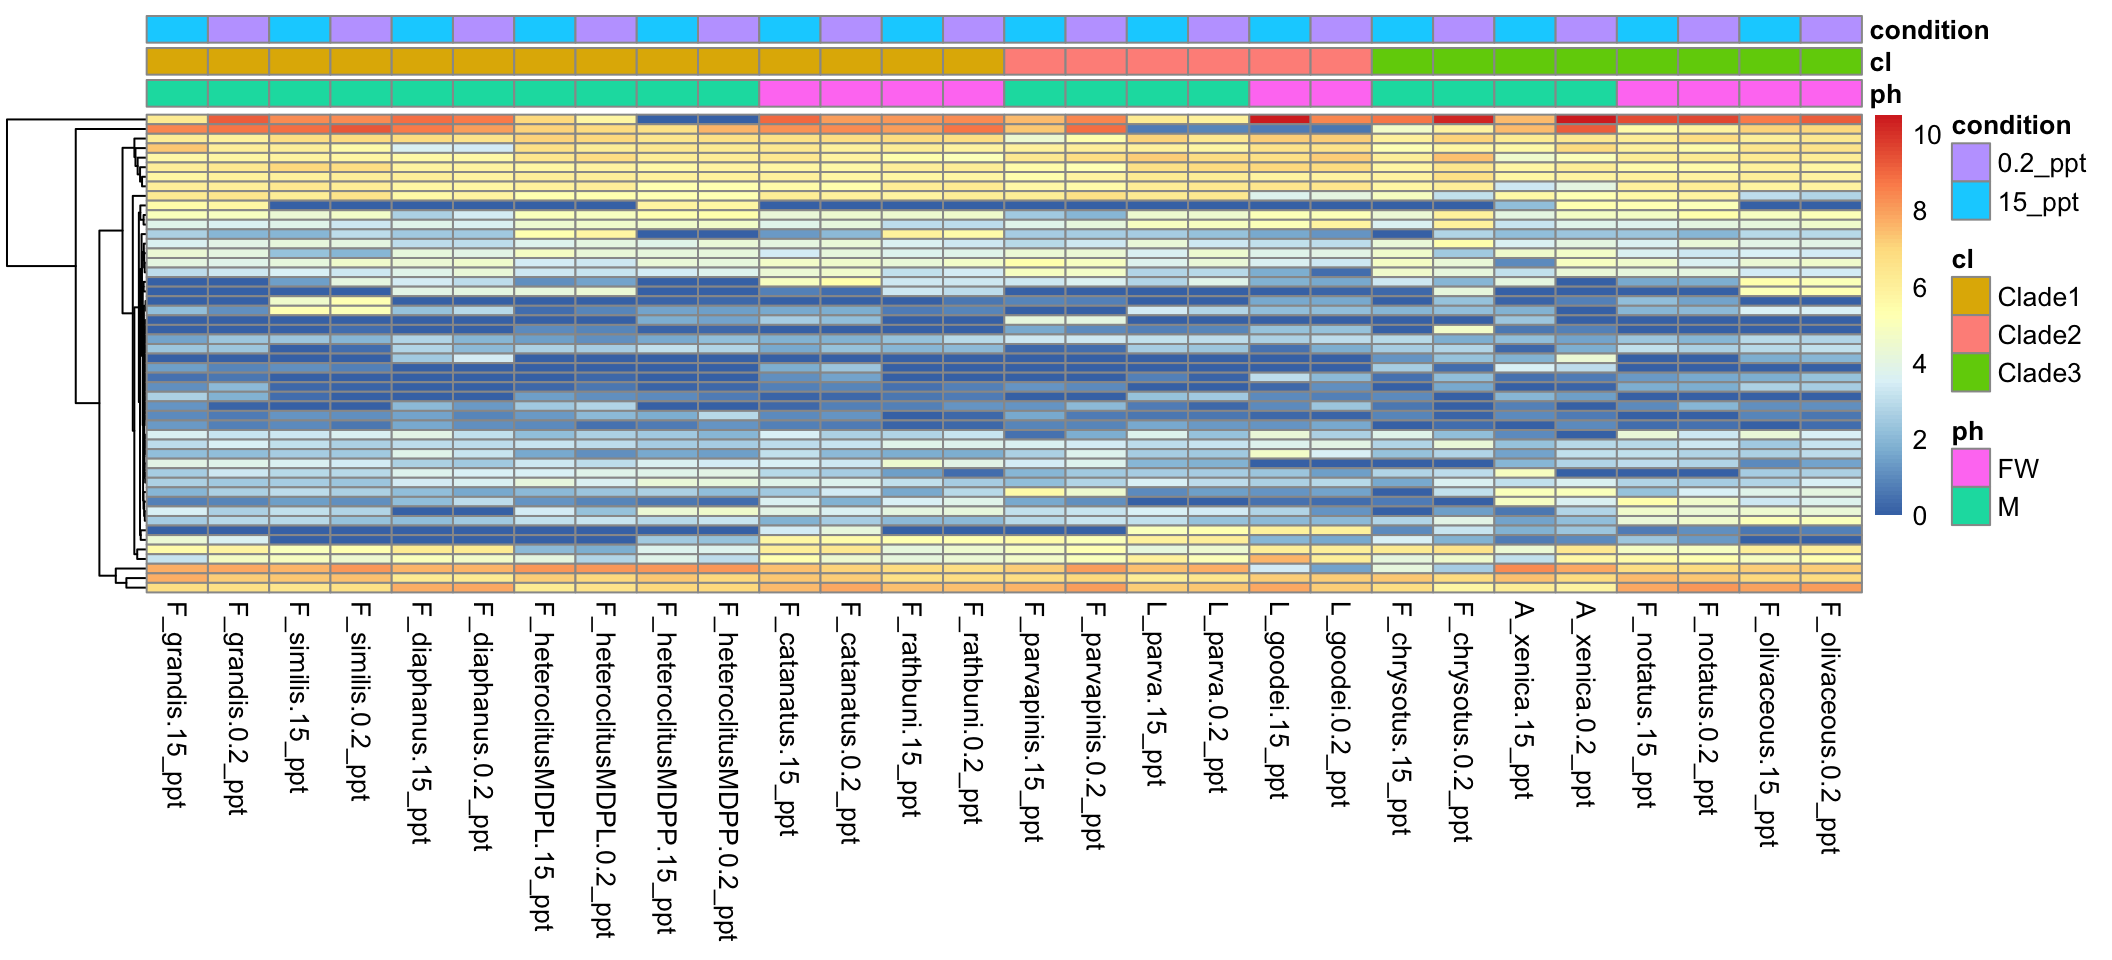 condition
cl
ph
10
8
6
4
2
0
condition
0.2_ppt
15_ppt
cl
Clade1
Clade2
Clade3
ph
FW
M
F_grandis.15_ppt
F_grandis.0.2_ppt
F_similis.15_ppt
F_similis.0.2_ppt
F_diaphanus.15_ppt
F_diaphanus.0.2_ppt
F_heteroclitusMDPL.15_ppt
F_heteroclitusMDPL.0.2_ppt
F_heteroclitusMDPP.15_ppt
F_heteroclitusMDPP.0.2_ppt
F_catanatus.15_ppt
F_catanatus.0.2_ppt
F_rathbuni.15_ppt
F_rathbuni.0.2_ppt
F_parvapinis.15_ppt
F_parvapinis.0.2_ppt
L_parva.15_ppt
L_parva.0.2_ppt
L_goodei.15_ppt
L_goodei.0.2_ppt
F_chrysotus.15_ppt
F_chrysotus.0.2_ppt
A_xenica.15_ppt
A_xenica.0.2_ppt
F_notatus.15_ppt
F_notatus.0.2_ppt
F_olivaceous.15_ppt
F_olivaceous.0.2_ppt